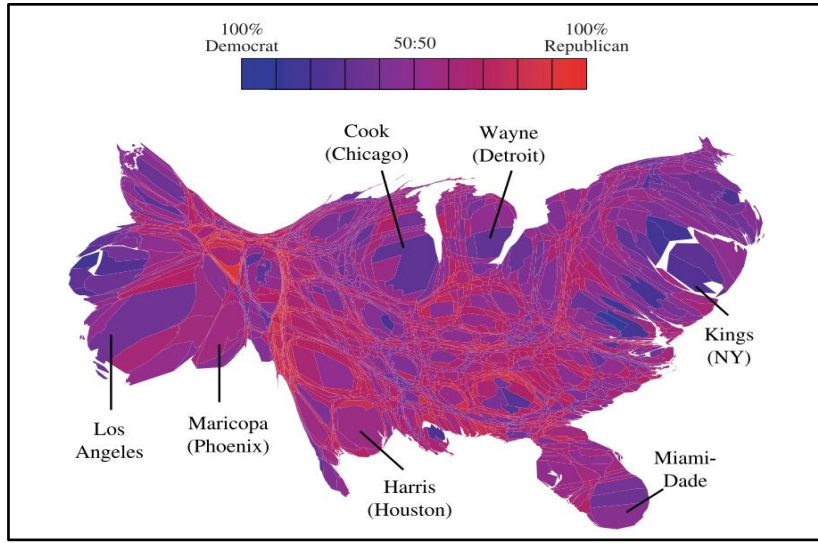 100%
Democrat
50:50
100%
Republican
Cook
(Chicago)
Wayne
(Detroit)
Kings
(NY)
Los
Angeles
Maricopa
(Phoenix)
Harris
(Houston)
Miami-
Dade